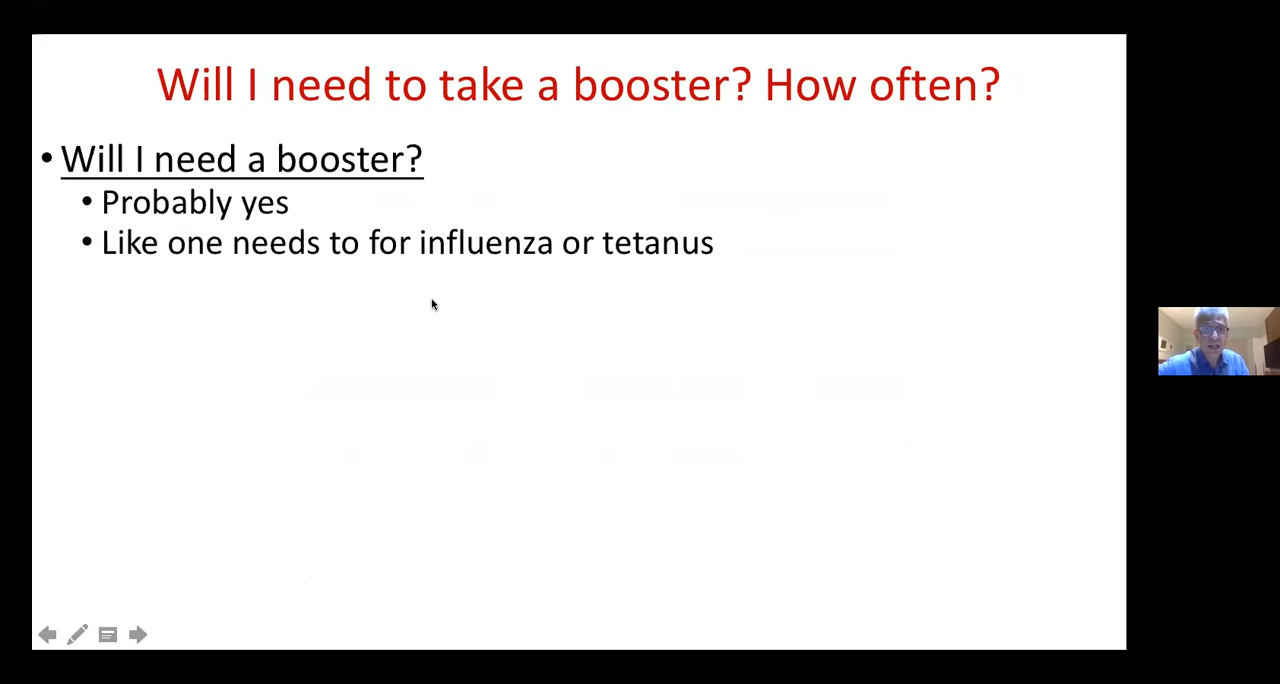 Will I need to take a booster? How often?
• Will I need a booster?
• Probably yes
• Like one needs to for influenza or tetanus